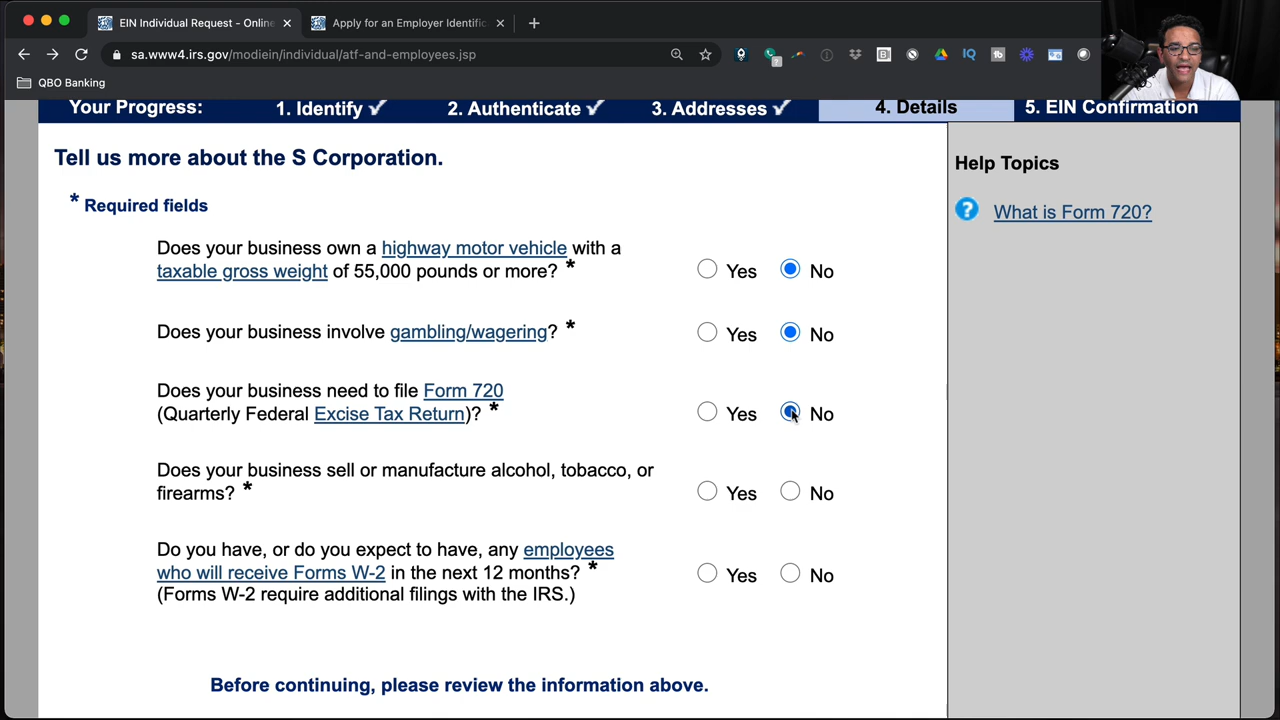 EIN Individual Request - Online
Apply for an Employer Identific
sa.www4.irs.gov/modiein/individual/atf-and-employees.jsp
QBO Banking
Your Progress: 1. Identify ✓ 2. Authenticate ✓ 3. Addresses ✓ 4. Details 5. EIN Confirmation
Tell us more about the S Corporation.
* Required fields
Does your business own a highway motor vehicle with a
taxable gross weight of 55,000 pounds or more? *
Yes No
Does your business involve gambling/wagering? *
Yes No
Does your business need to file Form 720
(Quarterly Federal Excise Tax Return)? *
Yes No
Does your business sell or manufacture alcohol, tobacco, or
firearms? *
Yes No
Do you have, or do you expect to have, any employees
who will receive Forms W-2 in the next 12 months? *
(Forms W-2 require additional filings with the IRS.)
Yes No
Before continuing, please review the information above.
Help Topics
? What is Form 720?